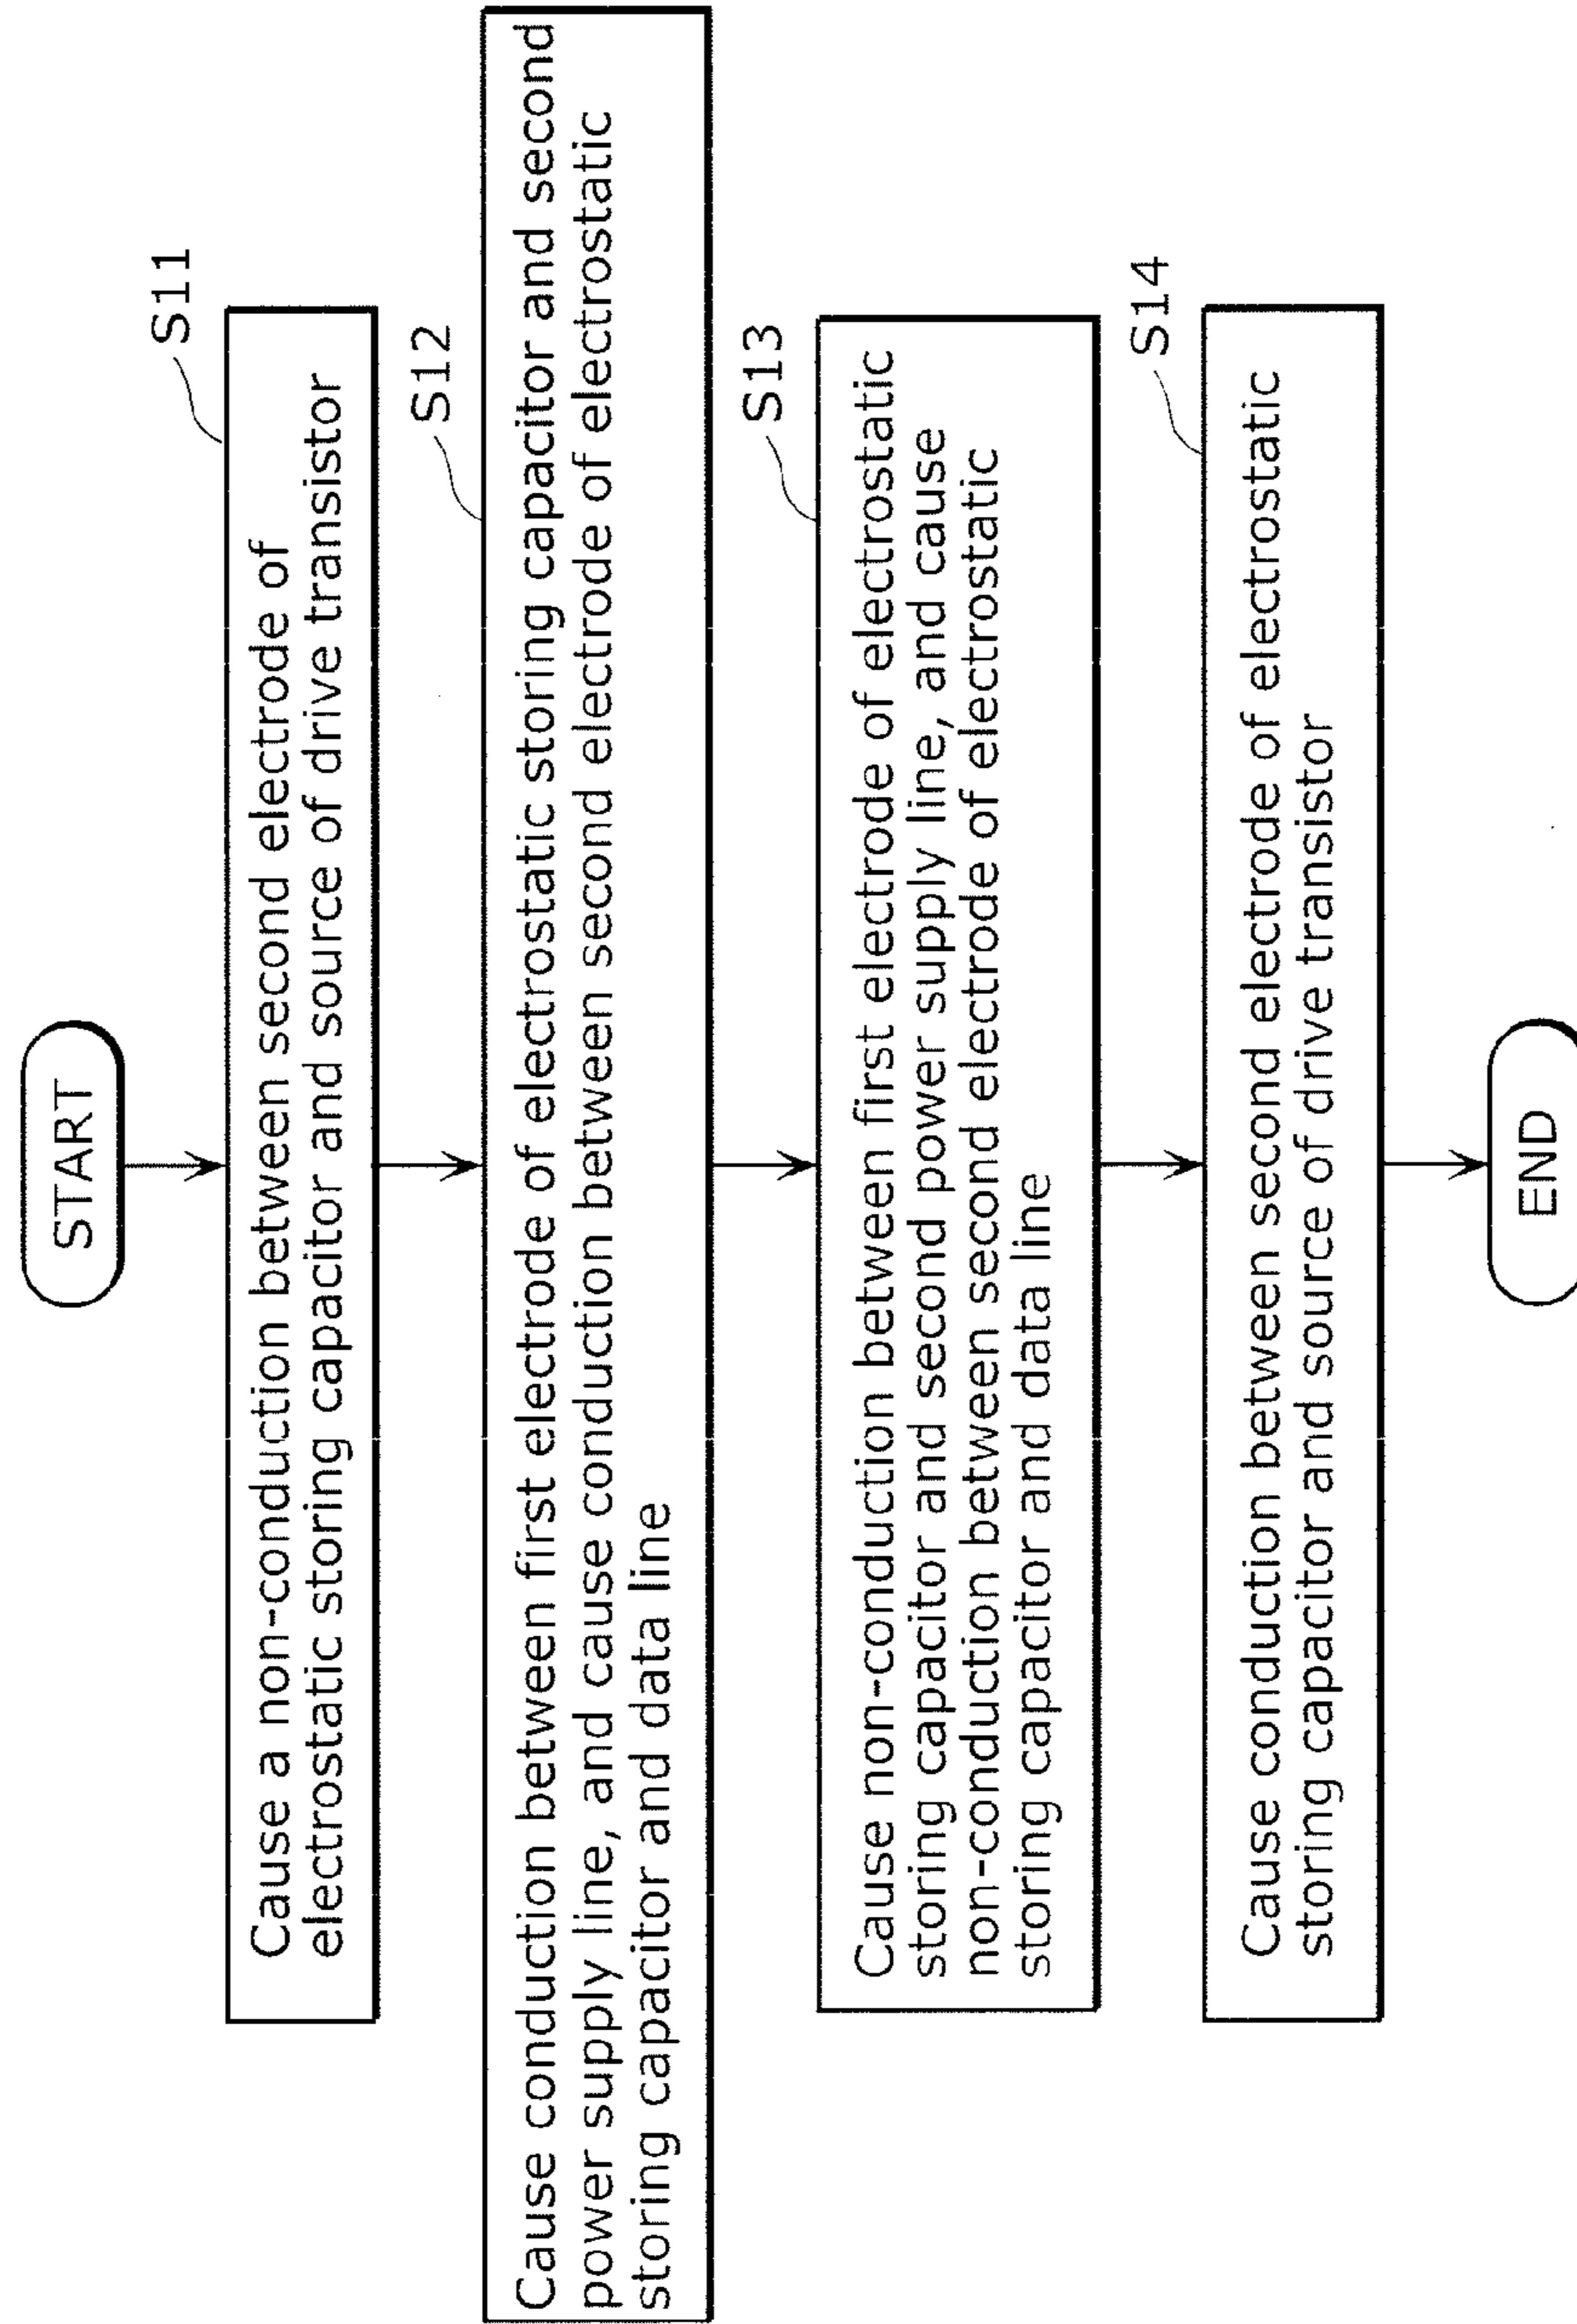 START
S11
Cause a non-conduction between second electrode of
electrostatic storing capacitor and source of drive transistor
S12
Cause conduction between first electrode of electrostatic storing capacitor and second
power supply line, and cause conduction between second electrode of electrostatic
storing capacitor and data line
S13
Cause non-conduction between first electrode of electrostatic
storing capacitor and second power supply line, and cause
non-conduction between second electrode of electrostatic
storing capacitor and data line
S14
Cause conduction between second electrode of electrostatic
storing capacitor and source of drive transistor
END